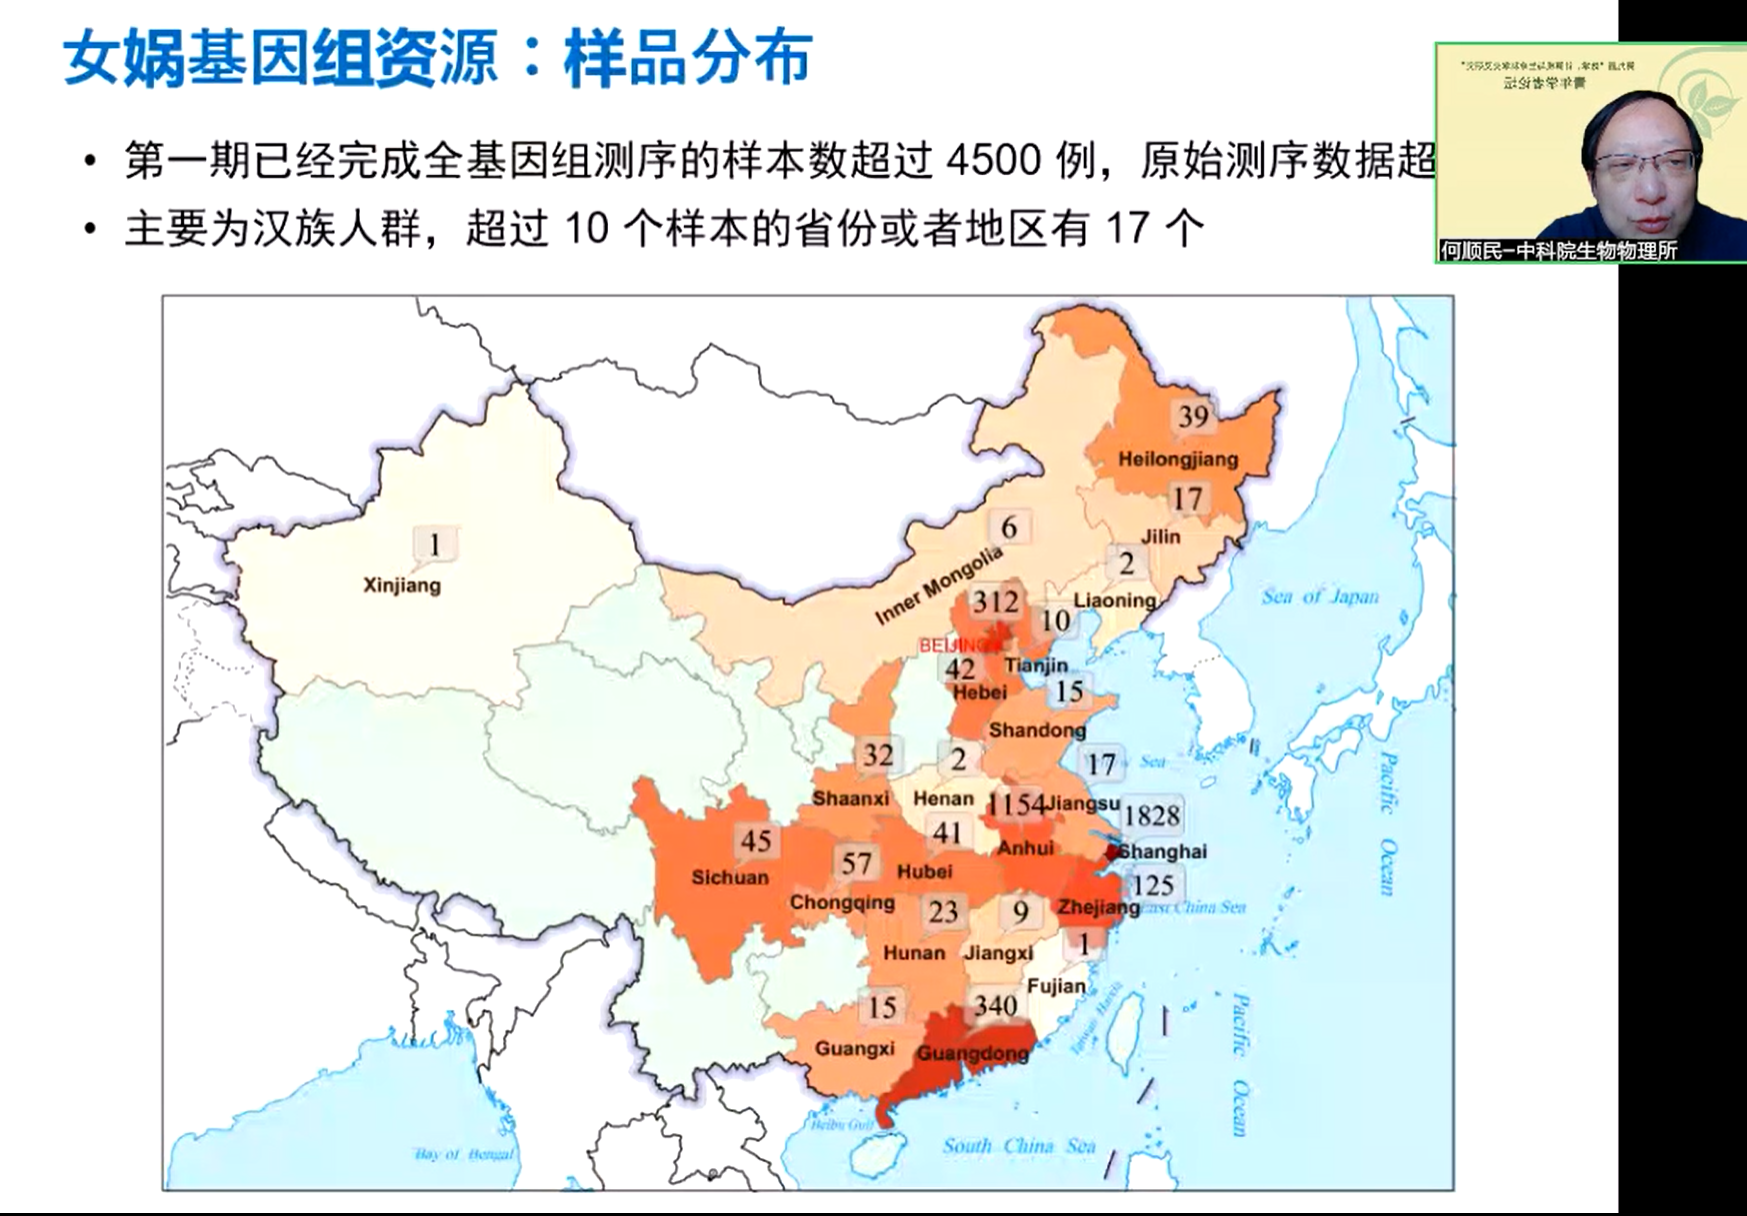 女娲基因组资源：样品分布
• 第一期已经完成全基因组测序的样本数超过 4500 例，原始测序数据超
• 主要为汉族人群，超过 10 个样本的省份或者地区有 17 个
青年学者论坛
何顺民-中科院生物物理所
39
Heilongjiang
17
Jilin
6
Inner Mongolia
2
Liaoning
1
Xinjiang
312
BEIJING
10
Tianjin
42
Hebei
15
Shandong
Sea of Japan
32
Shaanxi
2
Henan
17
Jiangsu
Sea
1154
Anhui
1828
Shanghai
45
Sichuan
57
Chongqing
41
Hubei
125
Zhejiang
East China Sea
23
Hunan
9
Jiangxi
1
Fujian
15
Guangxi
340
Guangdong
Pacific Ocean
Pacific Ocean
Beibu Gulf
South China Sea
Bay of Bengal